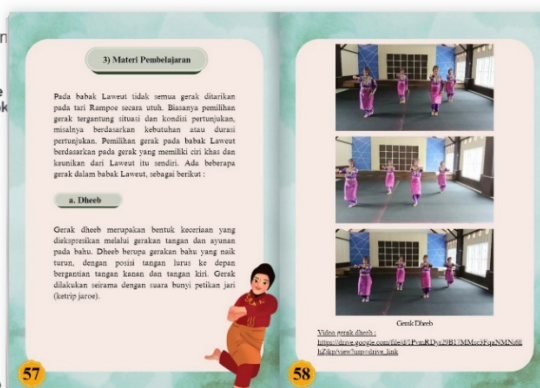 3) Materi Pembelajaran
Pada babak Laweut tidak semua gerak ditarikan
pada tari Rampoe secara utuh. Biasanya pemilihan
gerak tergantung situasi dan kondisi pertunjukan,
misalnya berdasarkan kebutuhan atau durasi
pertunjukan. Pemilihan gerak pada babak Laweut
berdasarkan pada gerak yang memiliki ciri khas dan
keunikan dari Laweut itu sendiri. Ada beberapa
gerak dalam babak Laweut, sebagai berikut :
a. Dheeb
Gerak dheeb merupakan bentuk keceriaan yang
diekspresikan melalui gerakan tangan dan ayunan
pada bahu. Dheeb berupa gerakan bahu yang naik
turun, dengan posisi tangan lurus ke depan
bergantian tangan kanan dan tangan kiri. Gerak
dilakukan seirama dengan suara bunyi petikan jari
(ketrip jaroe).
57
Gerak Dheeb
Video gerak dheeb :
58